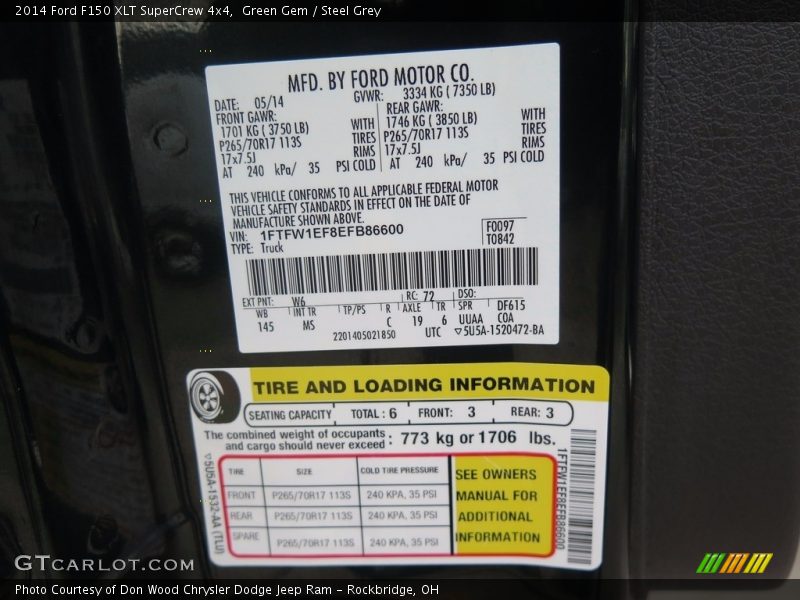 2014 Ford F150 XLT SuperCrew 4x4, Green Gem / Steel Grey
MFD. BY FORD MOTOR CO.
DATE: 05/14 GVWR: 3334 KG ( 7350 LB)
FRONT GAWR: REAR GAWR:
1701 KG ( 3750 LB) WITH 1746 KG ( 3850 LB) WITH
P265/70R17 113S TIRES P265/70R17 113S TIRES
17x7.5J RIMS 17x7.5J RIMS
AT 240 kPa/ 35 PSI COLD AT 240 kPa/ 35 PSI COLD
THIS VEHICLE CONFORMS TO ALL APPLICABLE FEDERAL MOTOR
VEHICLE SAFETY STANDARDS IN EFFECT ON THE DATE OF
MANUFACTURE SHOWN ABOVE.
VIN: 1FTFW1EF8EFB86600 F0097
TYPE: Truck T0842
EXT PNT: W6 RC: 72 DSO:
WB INT TR TP/PS R AXLE TR SPR DF615
145 MS C 19 6 UUAA COA
2201405021850 UTC ▽5U5A-1520472-BA
TIRE AND LOADING INFORMATION
SEATING CAPACITY TOTAL : 6 FRONT: 3 REAR: 3
The combined weight of occupants
and cargo should never exceed : 773 kg or 1706 lbs.
TIRE SIZE COLD TIRE PRESSURE
FRONT P265/70R17 113S 240 KPA, 35 PSI
REAR P265/70R17 113S 240 KPA, 35 PSI
SPARE P265/70R17 113S 240 KPA, 35 PSI
SEE OWNERS
MANUAL FOR
ADDITIONAL
INFORMATION
▽5U5A-1532-AA (TLU)
1FTFW1EF8EFB86600
GTCARLOT.COM
Photo Courtesy of Don Wood Chrysler Dodge Jeep Ram - Rockbridge, OH